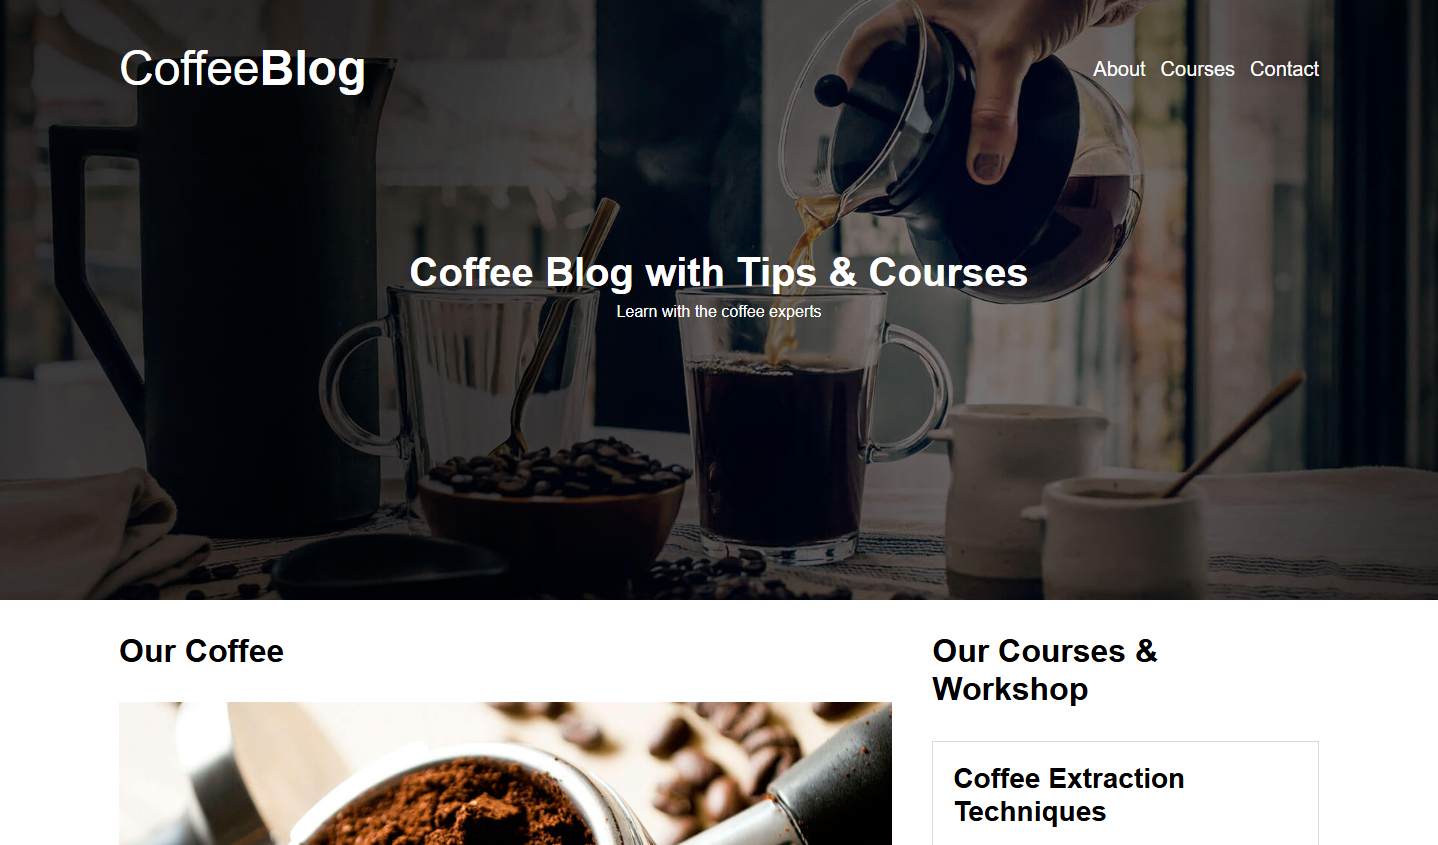 CoffeeBlog
About Courses Contact
Coffee Blog with Tips & Courses
Learn with the coffee experts
Our Coffee
Our Courses &
Workshop
Coffee Extraction
Techniques